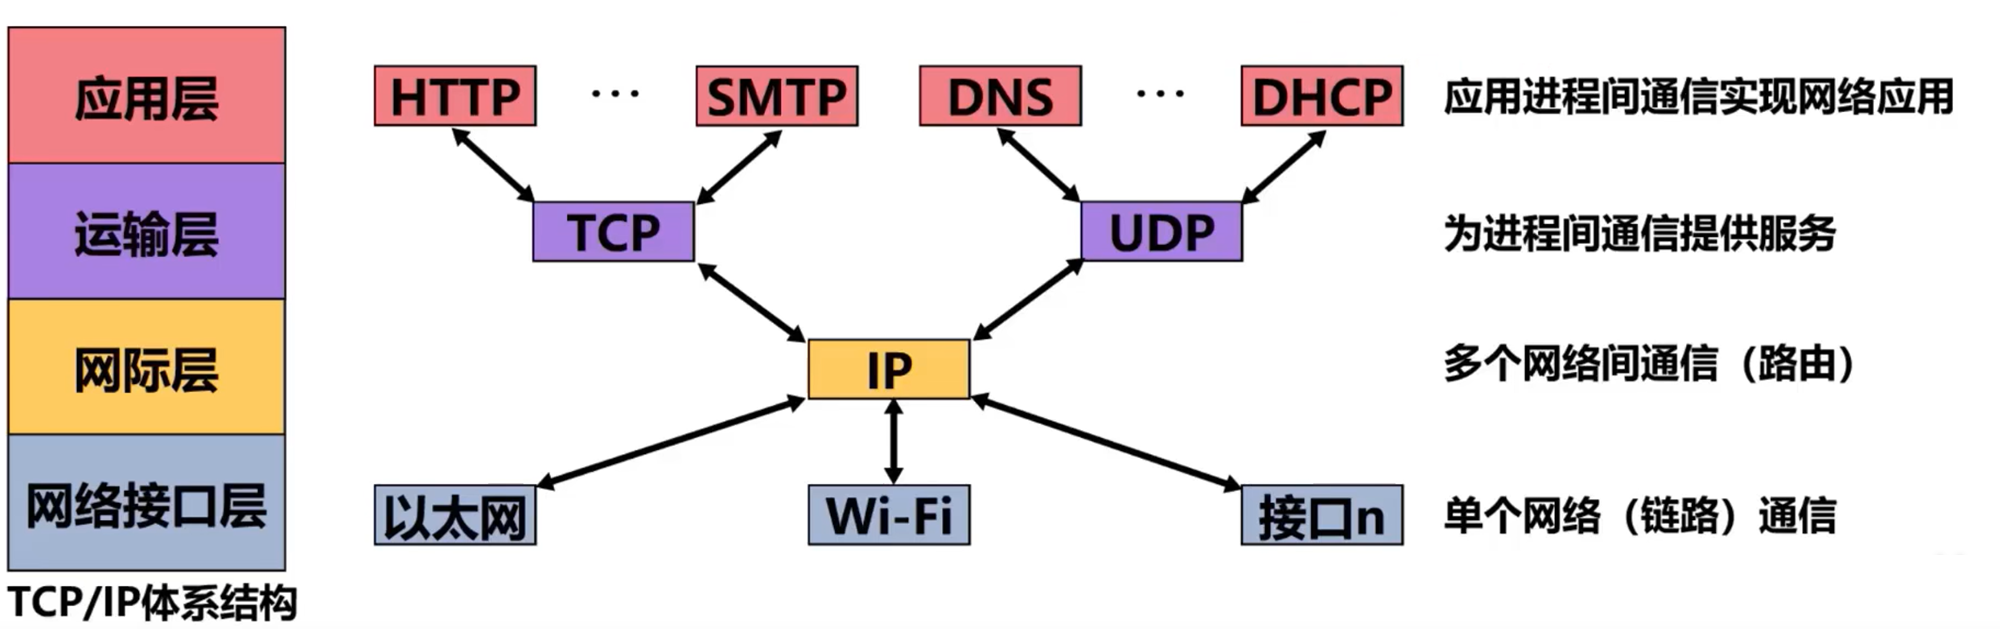 应用层
HTTP ... SMTP DNS ... DHCP 应用进程间通信实现网络应用
运输层
TCP UDP 为进程间通信提供服务
网际层
IP 多个网络间通信（路由）
网络接口层
以太网 Wi-Fi 接口n 单个网络（链路）通信
TCP/IP体系结构